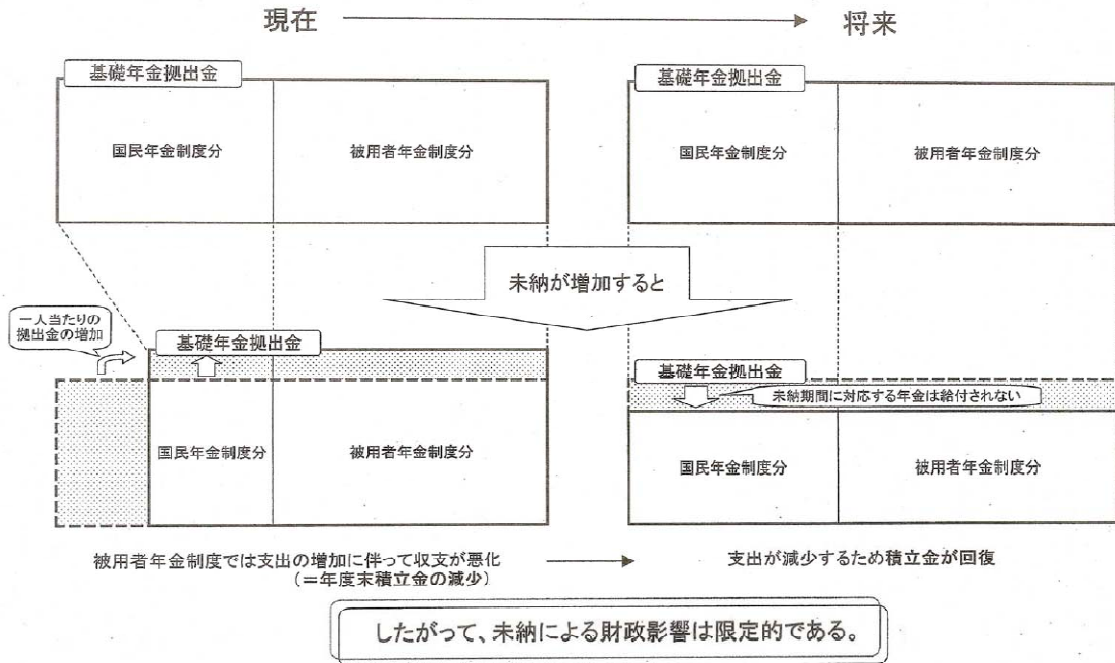 現在
将来
基礎年金拠出金
基礎年金拠出金
国民年金制度分
被用者年金制度分
国民年金制度分
被用者年金制度分
未納が増加すると
一人当たりの
拠出金の増加
基礎年金拠出金
基礎年金拠出金
未納期間に対応する年金は給付されない
国民年金制度分
被用者年金制度分
国民年金制度分
被用者年金制度分
被用者年金制度では支出の増加に伴って収支が悪化
(=年度末積立金の減少)
支出が減少するため積立金が回復
したがって、未納による財政影響は限定的である。